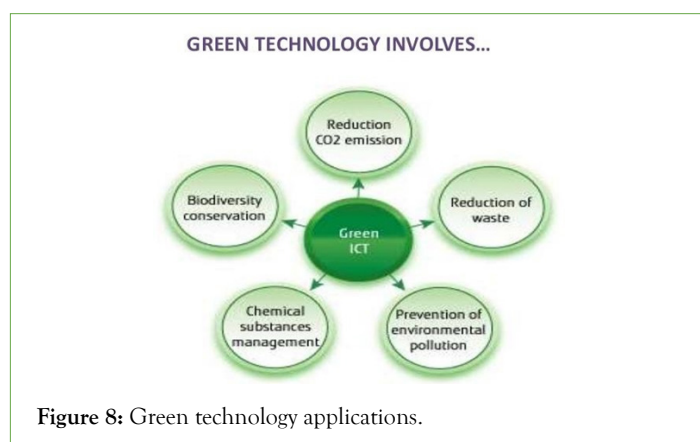 GREEN TECHNOLOGY INVOLVES...
Reduction
CO2 emission
Biodiversity
conservation
Reduction of
waste
Green
ICT
Chemical
substances
management
Prevention of
environmental
pollution
Figure 8: Green technology applications.